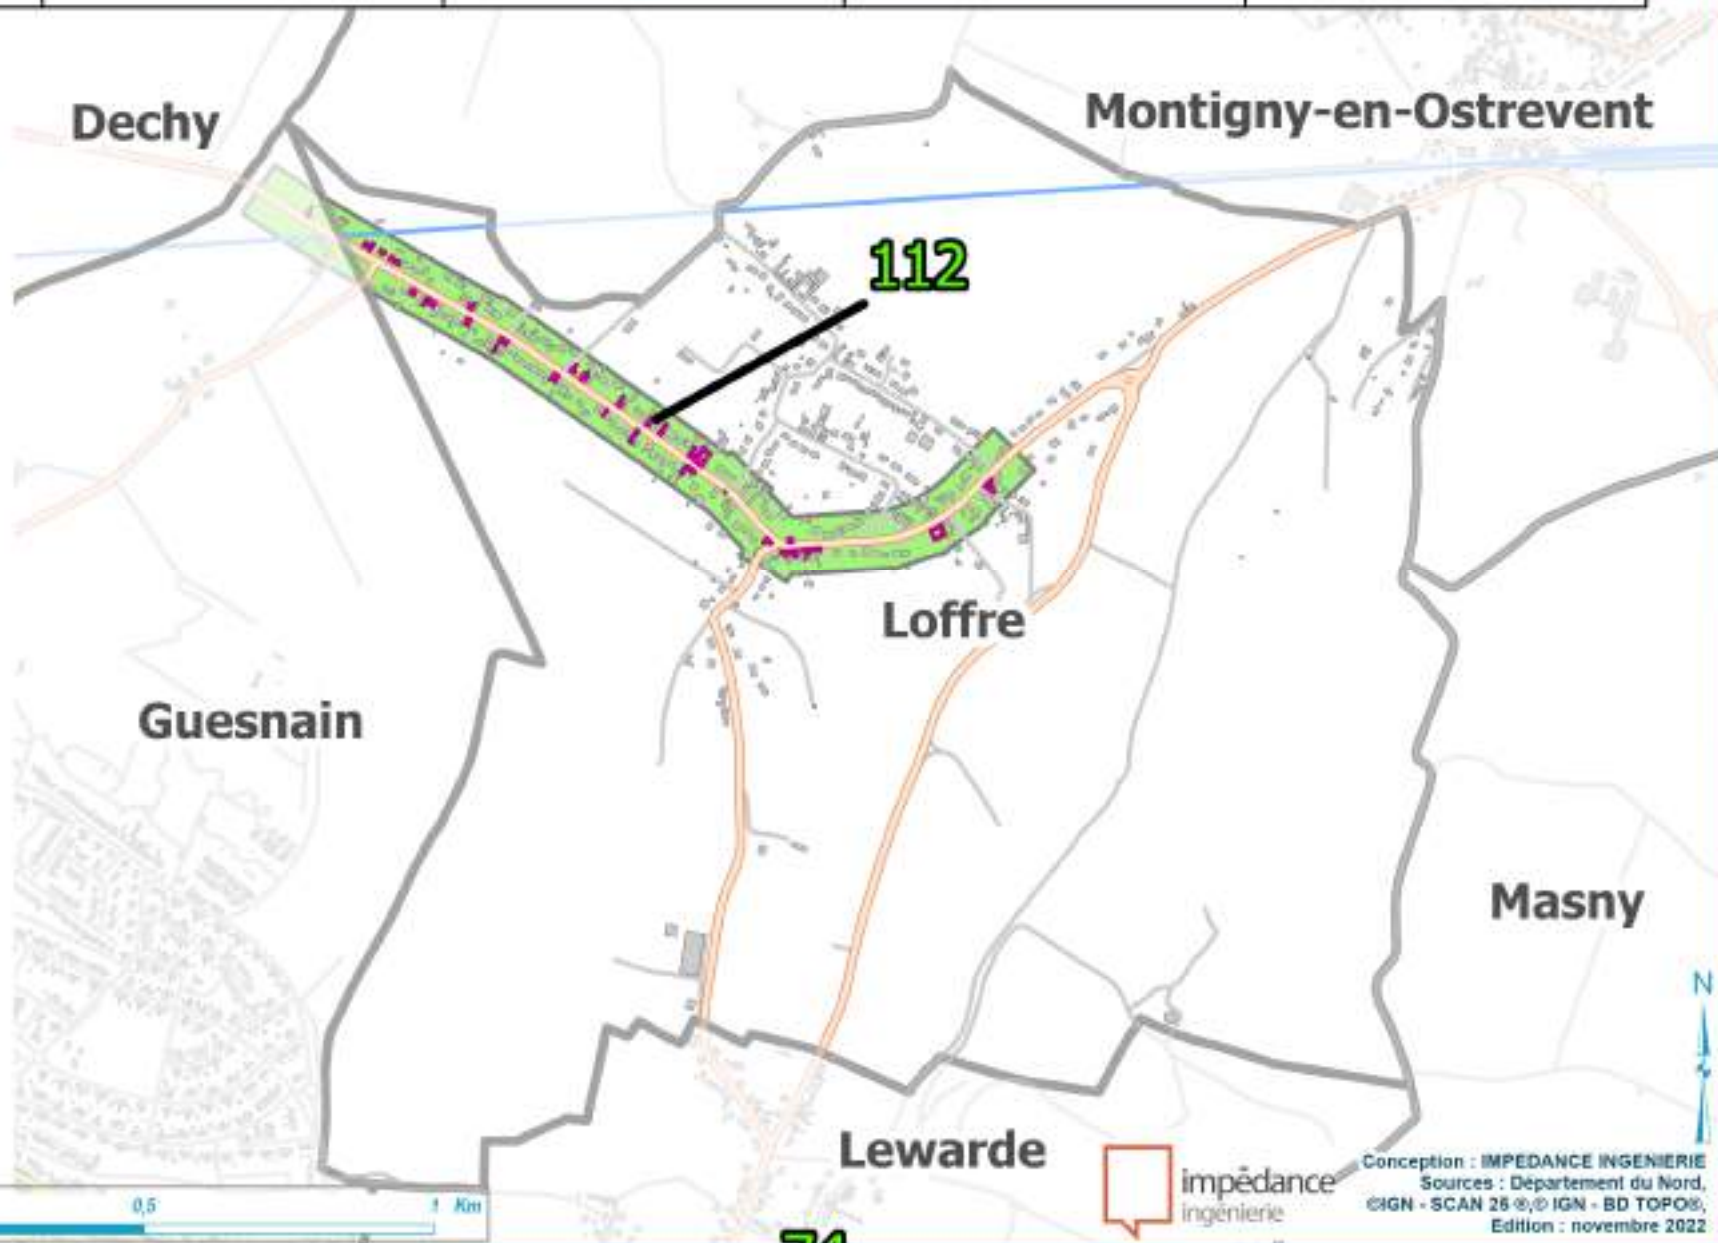 Dechy
Montigny-en-Ostrevent
112
Loffre
Guesnain
Masny
N
Lewarde
impédance
ingénierie
Conception : IMPEDANCE INGENIERIE
Sources : Département du Nord,
©IGN - SCAN 25 ®,© IGN - BD TOPO®,
Edition : novembre 2022
0,5
1 Km